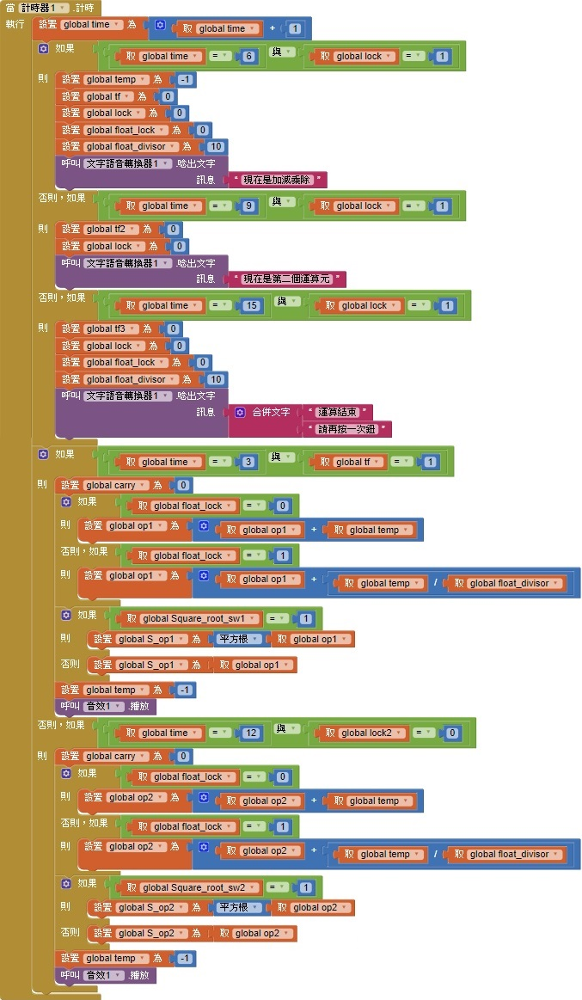 當 計時器1 .計時
執行 設置 global time 為 取 global time + 1
如果 取 global time = 6 與 取 global lock = 1
則 設置 global temp 為 -1
設置 global tf 為 0
設置 global lock 為 0
設置 global float_lock 為 0
設置 global float_divisor 為 10
呼叫 文字語音轉換器1 .唸出文字
訊息 “ 現在是加減乘除 ”
否則，如果 取 global time = 9 與 取 global lock = 1
則 設置 global tf2 為 0
設置 global lock 為 0
呼叫 文字語音轉換器1 .唸出文字
訊息 “ 現在是第二個運算元 ”
否則，如果 取 global time = 15 與 取 global lock = 1
則 設置 global tf3 為 0
設置 global lock 為 0
設置 global float_lock 為 0
設置 global float_divisor 為 10
呼叫 文字語音轉換器1 .唸出文字
訊息 合併文字 “ 運算結束 ”
“ 請再按一次鈕 ”
如果 取 global time = 3 與 取 global tf = 1
則 設置 global carry 為 0
如果 取 global float_lock = 0
則 設置 global op1 為 取 global op1 + 取 global temp
否則，如果 取 global float_lock = 1
則 設置 global op1 為 取 global op1 + 取 global temp / 取 global float_divisor
如果 取 global Square_root_sw1 = 1
則 設置 global S_op1 為 平方根 取 global op1
否則 設置 global S_op1 為 取 global op1
設置 global temp 為 -1
呼叫 音效1 .播放
否則，如果 取 global time = 12 與 取 global lock2 = 0
則 設置 global carry 為 0
如果 取 global float_lock = 0
則 設置 global op2 為 取 global op2 + 取 global temp
否則，如果 取 global float_lock = 1
則 設置 global op2 為 取 global op2 + 取 global temp / 取 global float_divisor
如果 取 global Square_root_sw2 = 1
則 設置 global S_op2 為 平方根 取 global op2
否則 設置 global S_op2 為 取 global op2
設置 global temp 為 -1
呼叫 音效1 .播放